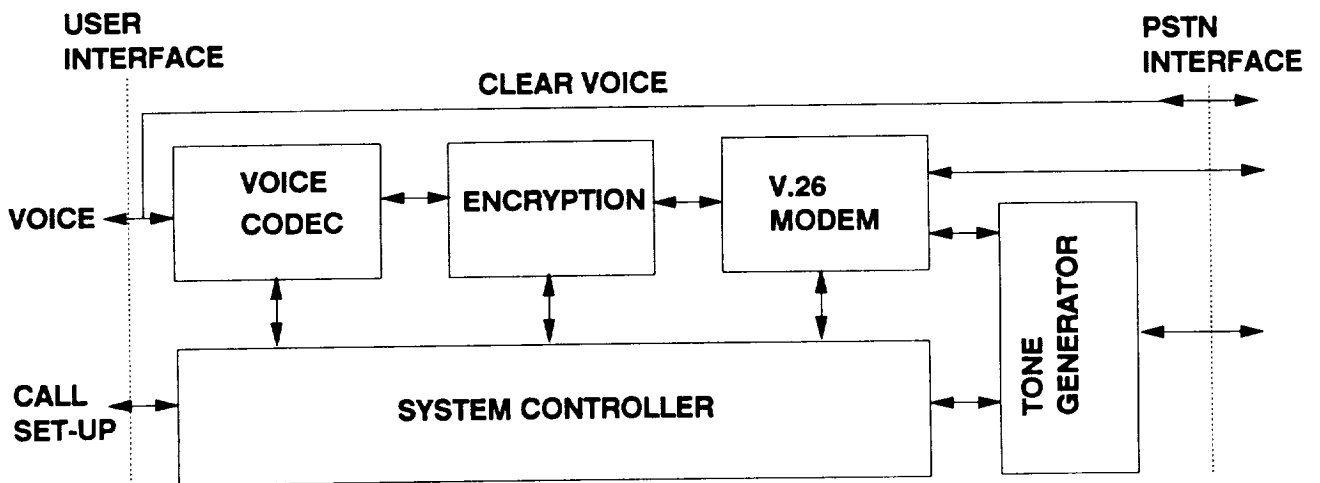 USER
INTERFACE
PSTN
INTERFACE
CLEAR VOICE
VOICE
VOICE
CODEC
ENCRYPTION
V.26
MODEM
TONE
GENERATOR
CALL
SET-UP
SYSTEM CONTROLLER